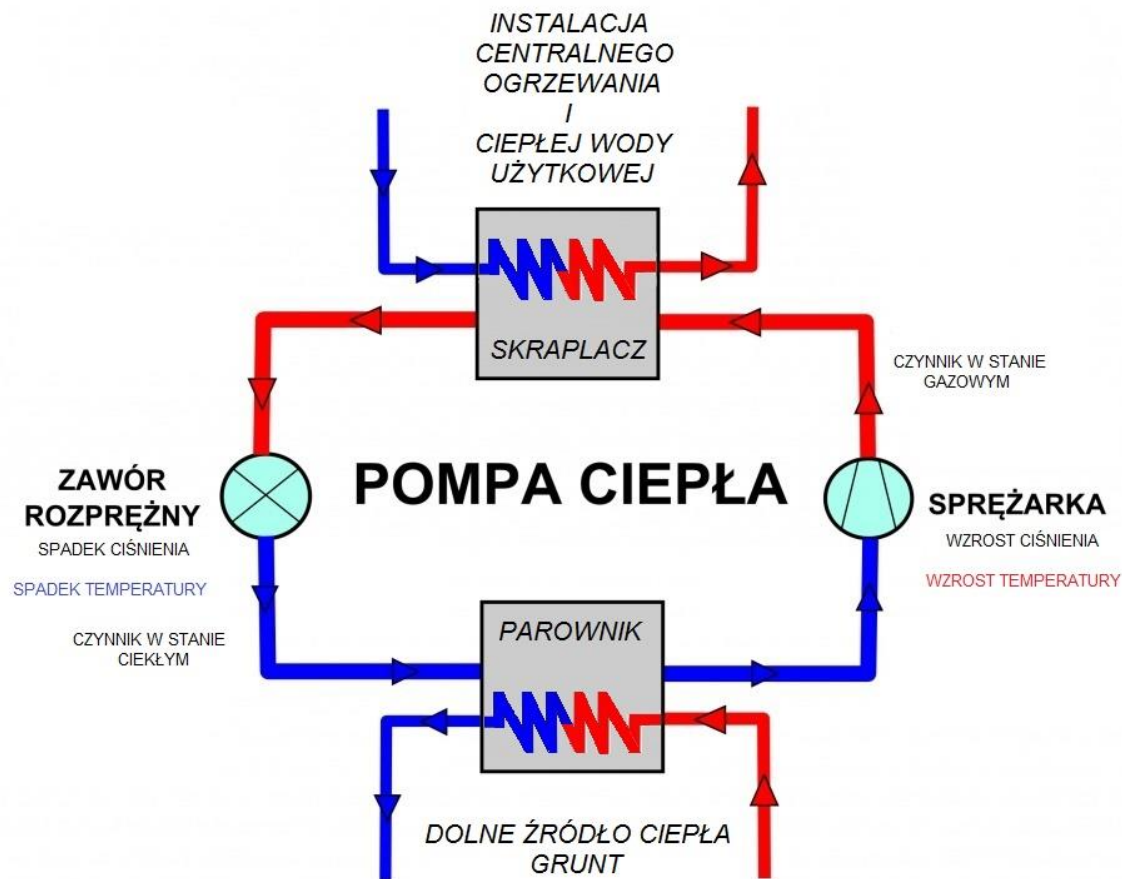 INSTALACJA
CENTRALNEGO
OGRZEWANIA
I
CIEPŁEJ WODY
UŻYTKOWEJ
SKRAPLACZ
CZYNNIK W STANIE
GAZOWYM
ZAWÓR
ROZPRĘŻNY
SPADEK CIŚNIENIA
SPADEK TEMPERATURY
CZYNNIK W STANIE
CIEKŁYM
POMPA CIEPŁA
SPRĘŻARKA
WZROST CIŚNIENIA
WZROST TEMPERATURY
PAROWNIK
DOLNE ŹRÓDŁO CIEPŁA
GRUNT